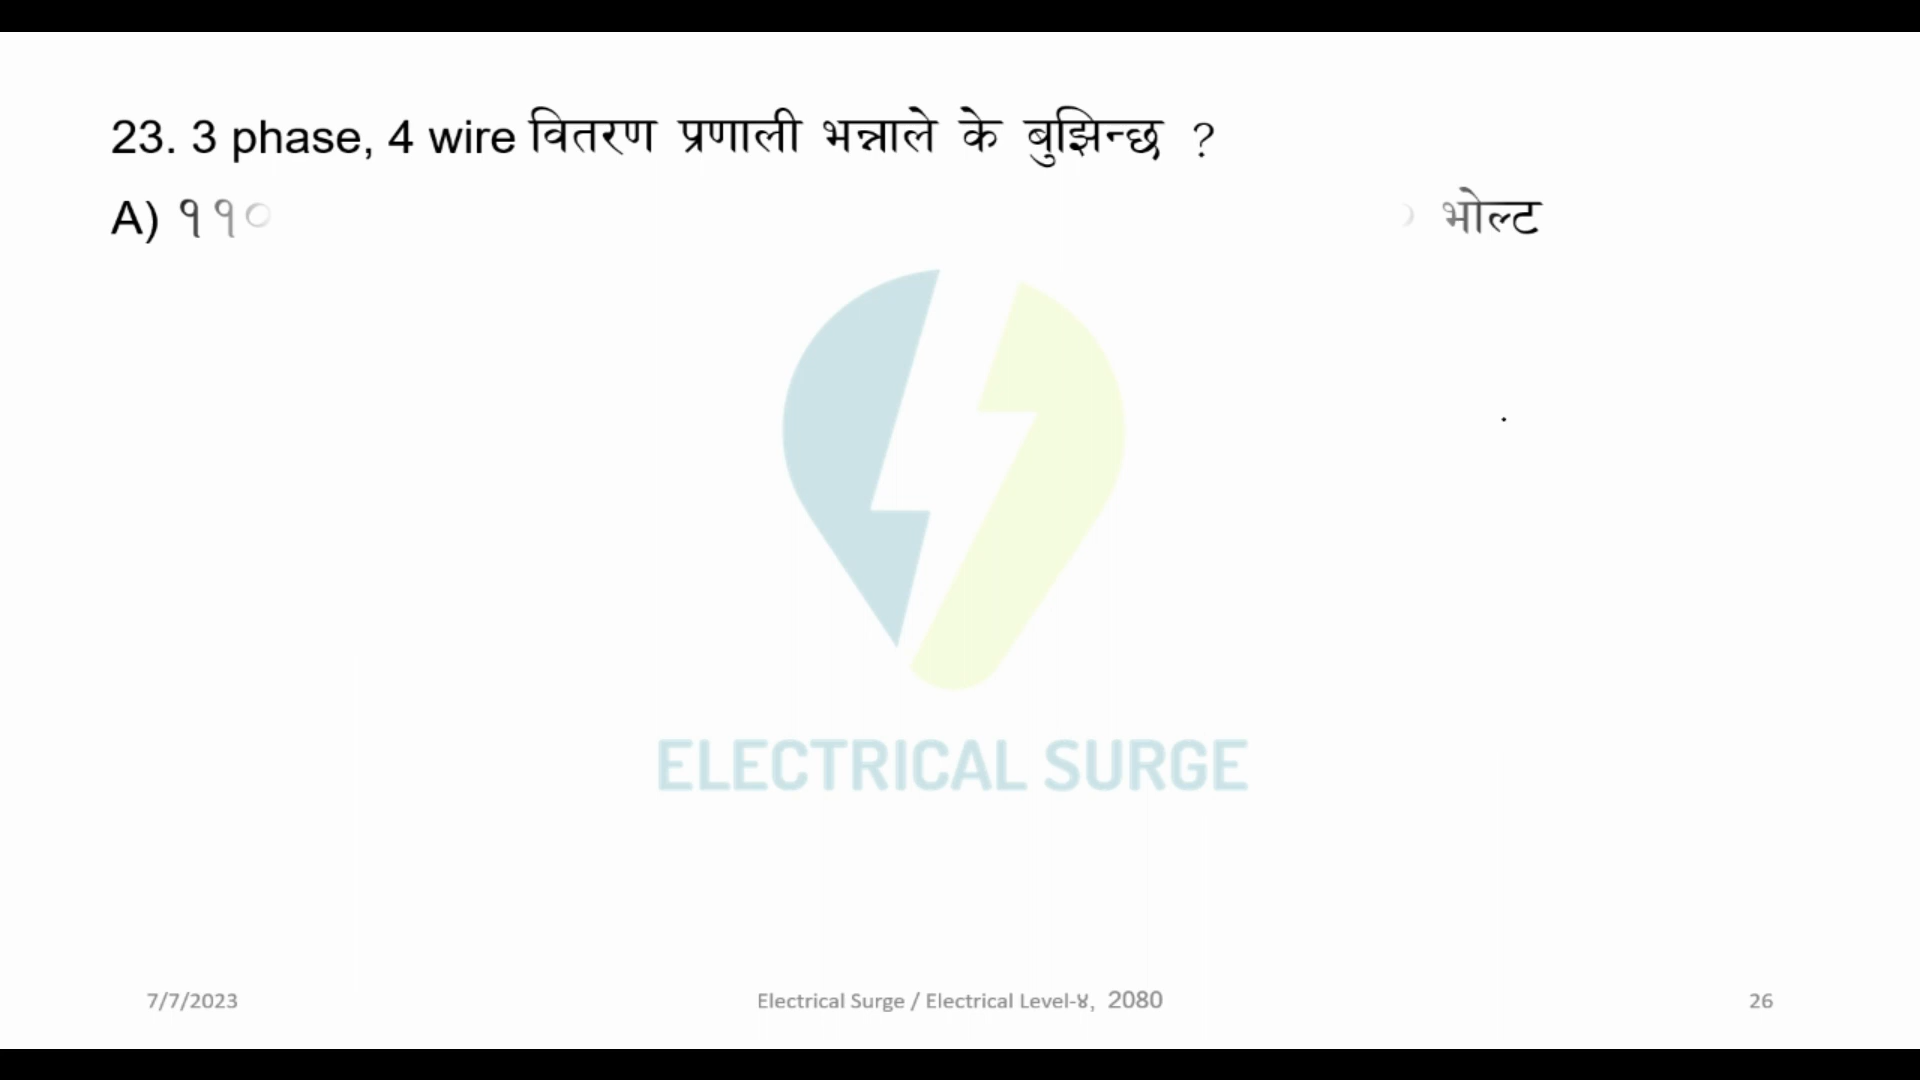 23. 3 phase, 4 wire वितरण प्रणाली भन्नाले के बुझिन्छ ?
A) ११० भोल्ट
ELECTRICAL SURGE
7/7/2023 Electrical Surge / Electrical Level-४, 2080 26